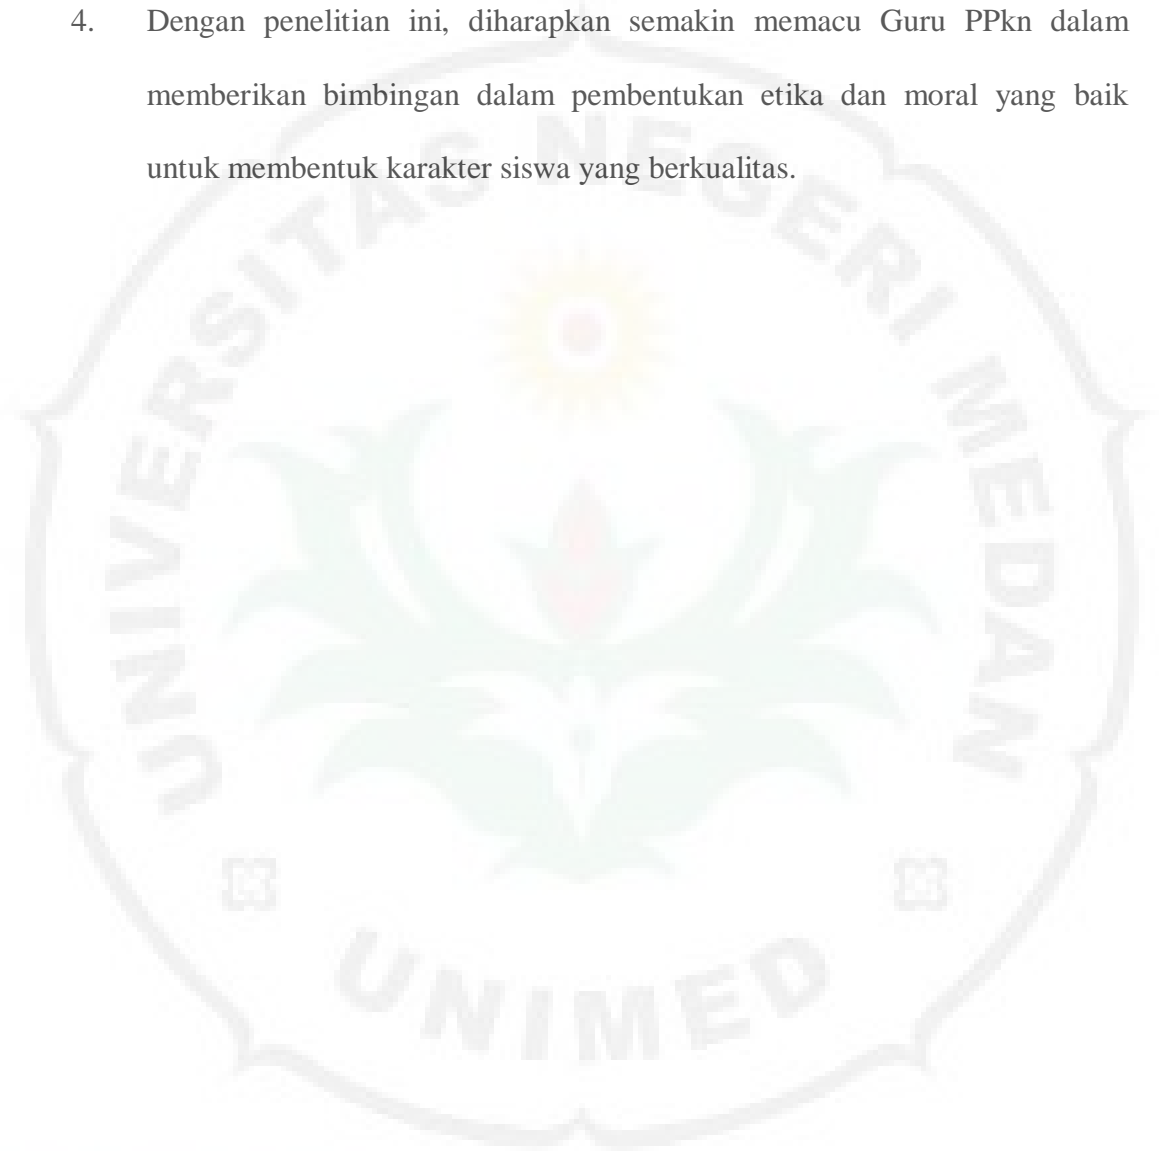 4. Dengan penelitian ini, diharapkan semakin memacu Guru PPkn dalam
memberikan bimbingan dalam pembentukan etika dan moral yang baik
untuk membentuk karakter siswa yang berkualitas.
UNIVERSITAS NEGERI MEDAN
UNIMED